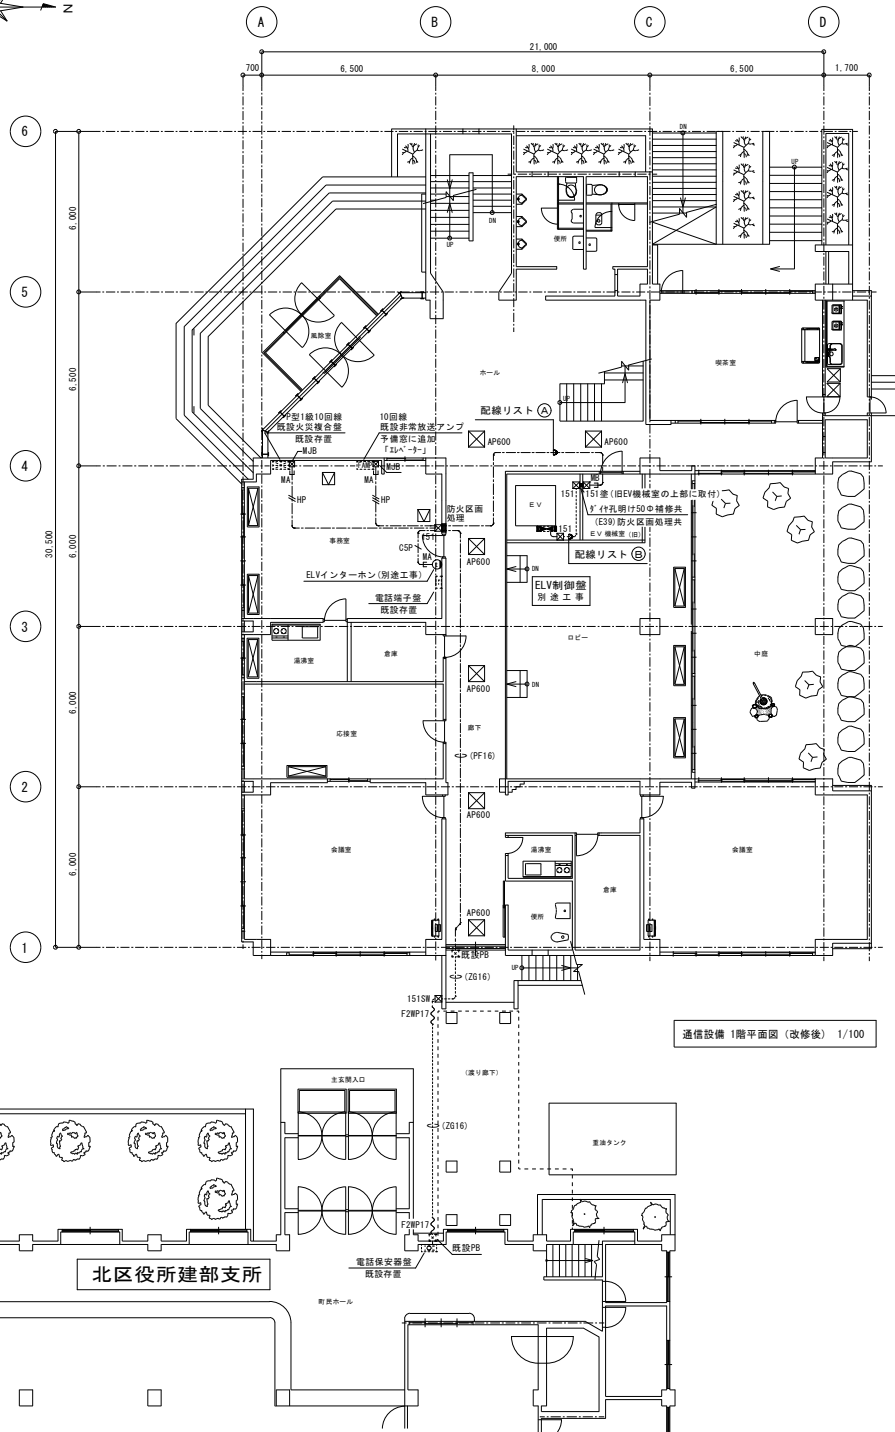 N
A B C D
21,000
700 6,500 8,000 6,500 1,700
6
DN
UP
6,000
DN
UP
便所
5
風除室
喫茶室
ホール
6,500
UP
配線リスト Ⓐ
P型1級10回線
既設火災複合盤
既設存置
MJB
10回線
既設非常放送アンプ
予備窓に追加
「ｴﾚﾍﾞｰﾀｰ」
AP600 AP600
4
MJB
AMP
MA MA
MB
HP HP
防火区画
処理
151
151 151塗(旧EV機械室の上部に取付)
ﾀﾞｲﾔ孔明け50Φ補修共
(E39)防火区画処理共
EV
151
EV機械室(旧)
30,500
6,000
事務室
C5P
MA
AP600
配線リスト Ⓑ
ELVインターホン(別途工事)
DN
ELV制御盤
別途工事
電話端子盤
既設存置
3
ロビー
湯沸室 倉庫
中庭
AP600
DN
6,000
応接室
廊下
(PF16)
2
AP600
6,000
会議室
湯沸室
会議室
倉庫
便所
AP600
1
既設PB
UP
(ZG16)
151SW
F2WP17
通信設備 1階平面図（改修後） 1/100
(渡り廊下)
主玄関入口
(ZG16)
重油タンク
F2WP17
既設PB
電話保安器盤
既設存置
北区役所建部支所
町民ホール